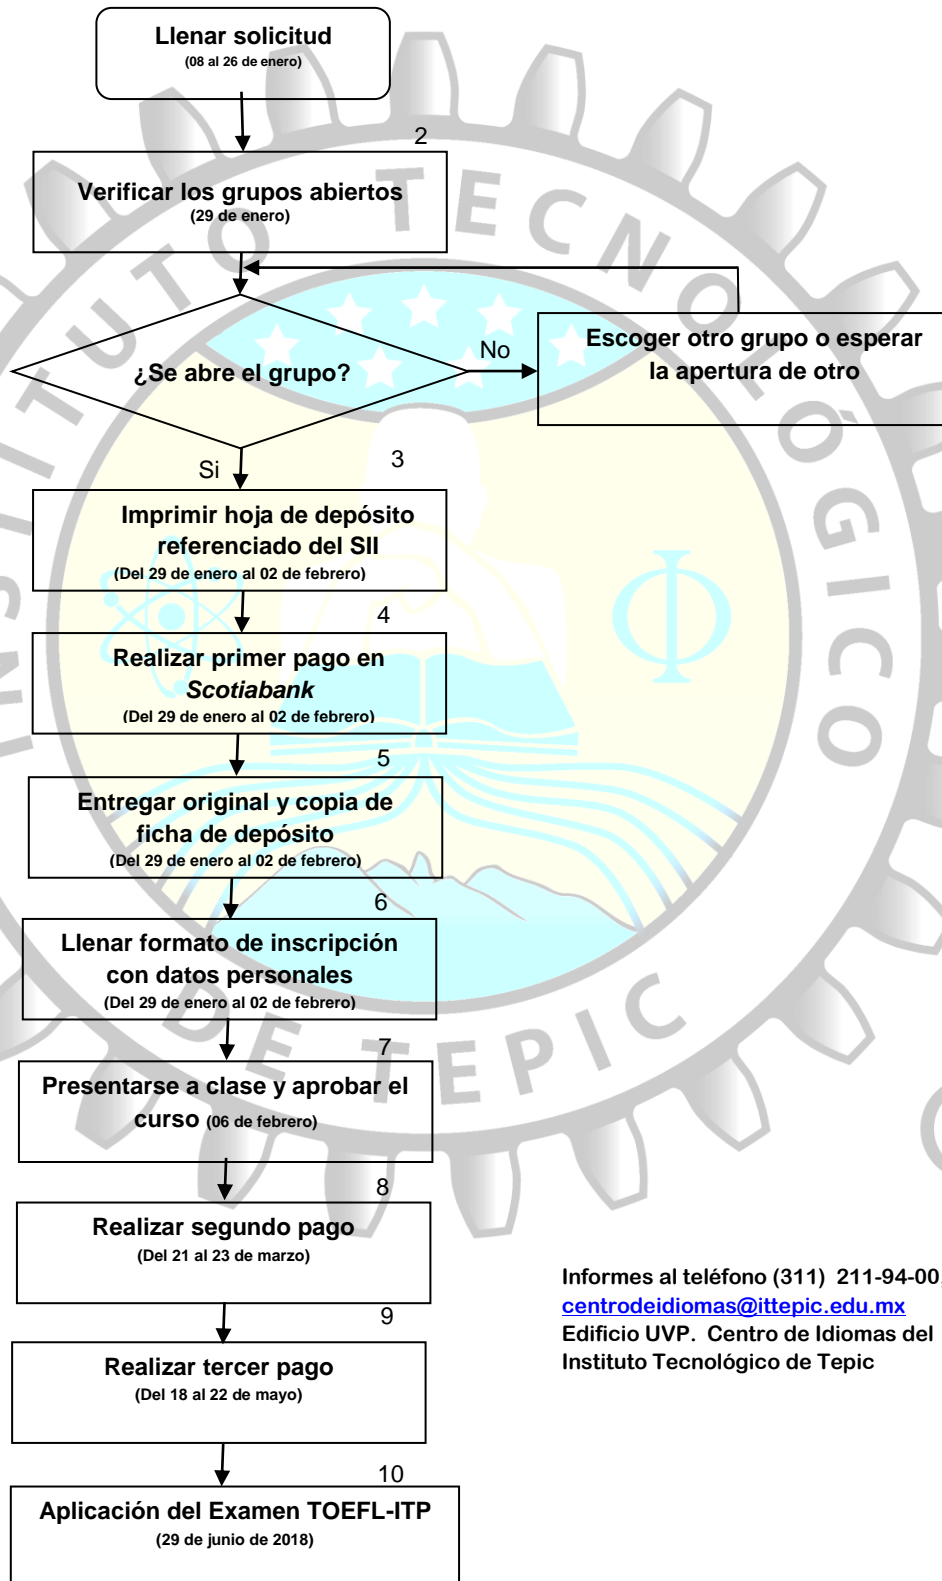 Llenar solicitud
(08 al 26 de enero)
2
Verificar los grupos abiertos
(29 de enero)
¿Se abre el grupo?
No
Escoger otro grupo o esperar
la apertura de otro
Si
3
Imprimir hoja de depósito
referenciado del SII
(Del 29 de enero al 02 de febrero)
4
Realizar primer pago en
Scotiabank
(Del 29 de enero al 02 de febrero)
5
Entregar original y copia de
ficha de depósito
(Del 29 de enero al 02 de febrero)
6
Llenar formato de inscripción
con datos personales
(Del 29 de enero al 02 de febrero)
7
Presentarse a clase y aprobar el
curso (06 de febrero)
8
Realizar segundo pago
(Del 21 al 23 de marzo)
9
Realizar tercer pago
(Del 18 al 22 de mayo)
10
Aplicación del Examen TOEFL-ITP
(29 de junio de 2018)
Informes al teléfono (311) 211-94-00,
centrodeidiomas@ittepic.edu.mx
Edificio UVP. Centro de Idiomas del
Instituto Tecnológico de Tepic
INSTITUTO TECNOLÓGICO
DE TEPIC
Φ